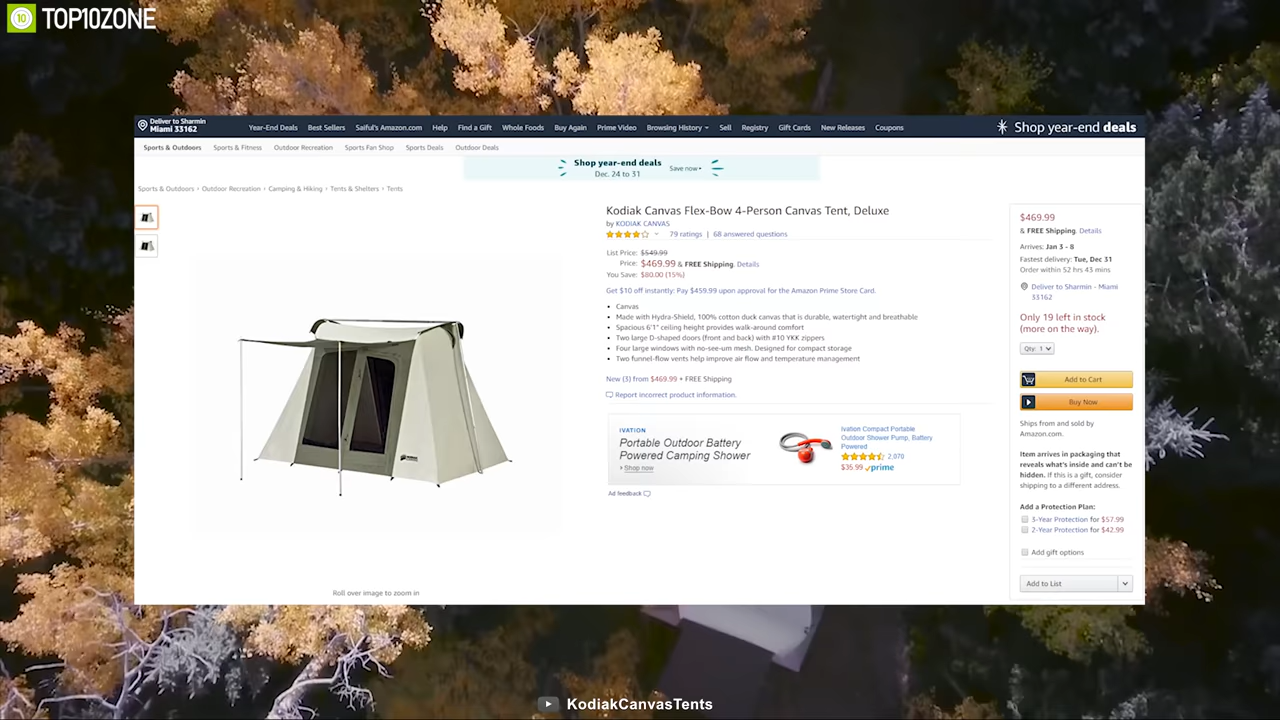 10 TOP10ZONE
Deliver to Sharmin
Miami 33162
Year-End Deals Best Sellers Saiful's Amazon.com Help Find a Gift Whole Foods Buy Again Prime Video Browsing History Sell Registry Gift Cards New Releases Coupons
Shop year-end deals
Sports & Outdoors Sports & Fitness Outdoor Recreation Sports Fan Shop Sports Deals Outdoor Deals
Shop year-end deals
Dec. 24 to 31
Save now
Sports & Outdoors › Outdoor Recreation › Camping & Hiking › Tents & Shelters › Tents
Kodiak Canvas Flex-Bow 4-Person Canvas Tent, Deluxe
by KODIAK CANVAS
79 ratings | 68 answered questions
List Price: $549.99
Price: $469.99 & FREE Shipping. Details
You Save: $80.00 (15%)
Get $10 off instantly: Pay $459.99 upon approval for the Amazon Prime Store Card.
• Canvas
• Made with Hydra-Shield, 100% cotton duck canvas that is durable, watertight and breathable
• Spacious 6'1" ceiling height provides walk-around comfort
• Two large D-shaped doors (front and back) with #10 YKK zippers
• Four large windows with no-see-um mesh. Designed for compact storage
• Two funnel-flow vents help improve air flow and temperature management
New (3) from $469.99 + FREE Shipping
Report incorrect product information.
IVATION
Portable Outdoor Battery
Powered Camping Shower
› Shop now
Ivation Compact Portable
Outdoor Shower Pump, Battery
Powered
2,070
$35.99 prime
Ad feedback
Roll over image to zoom in
$469.99
& FREE Shipping. Details
Arrives: Jan 3 - 8
Fastest delivery: Tue, Dec 31
Order within 52 hrs 43 mins
Deliver to Sharmin - Miami
33162
Only 19 left in stock
(more on the way).
Qty: 1
Add to Cart
Buy Now
Ships from and sold by
Amazon.com.
Item arrives in packaging that
reveals what's inside and can't be
hidden. If this is a gift, consider
shipping to a different address.
Add a Protection Plan:
3-Year Protection for $57.99
2-Year Protection for $42.99
Add gift options
Add to List
KodiakCanvasTents